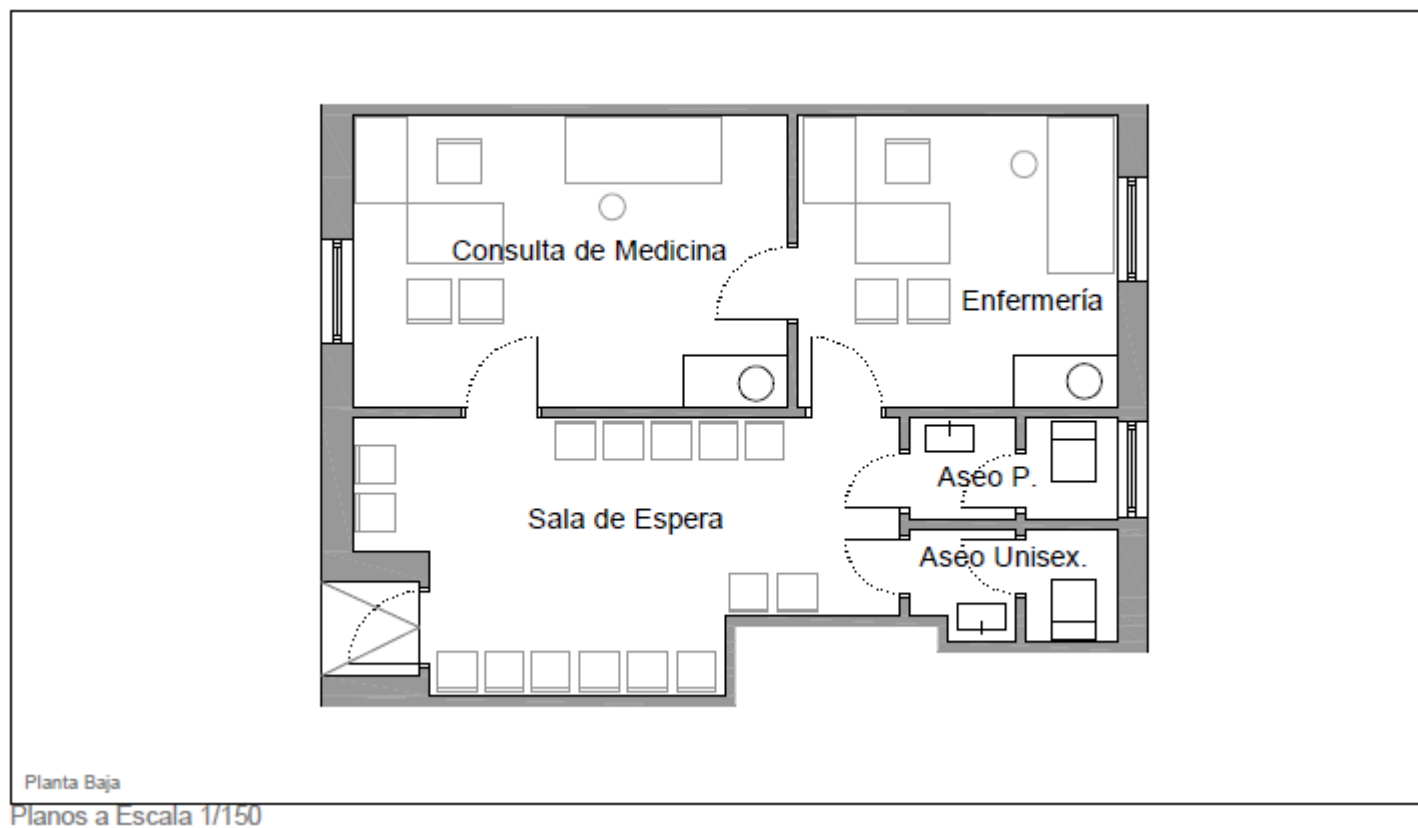 Consulta de Medicina
Enfermería
Aseo P.
Sala de Espera
Aseo Unisex.
Planta Baja
Planos a Escala 1/150